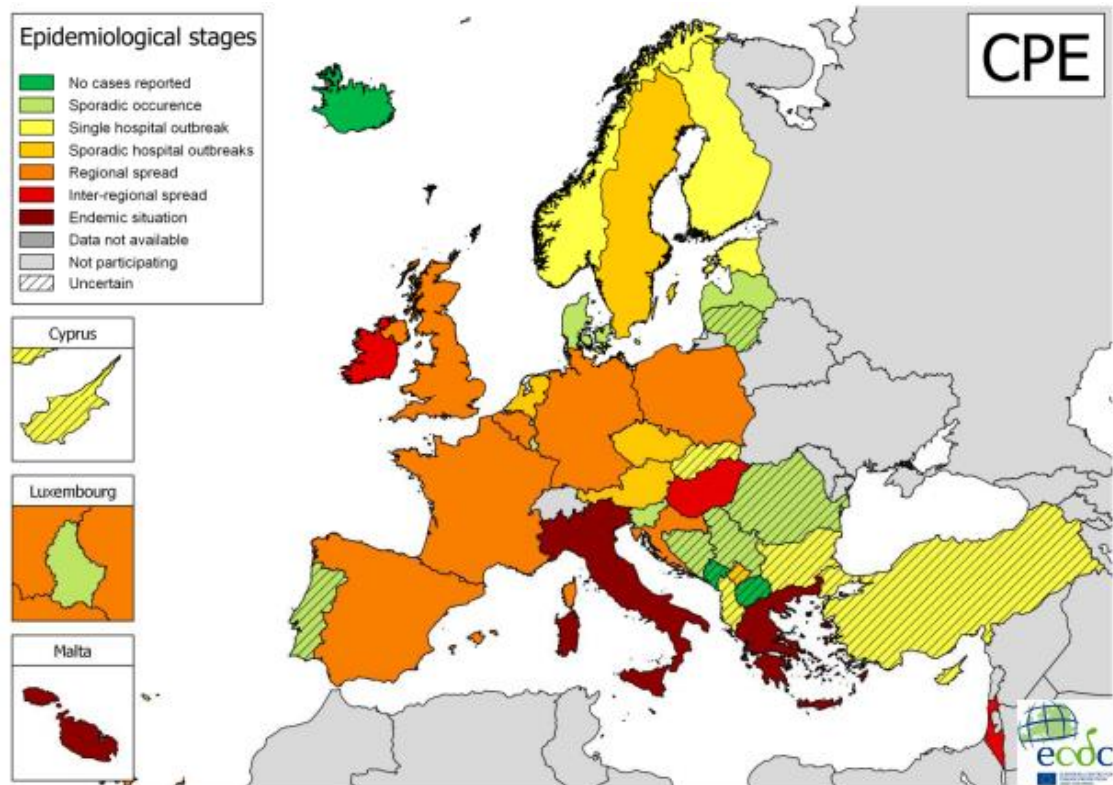 Epidemiological stages
No cases reported
Sporadic occurence
Single hospital outbreak
Sporadic hospital outbreaks
Regional spread
Inter-regional spread
Endemic situation
Data not available
Not participating
Uncertain
CPE
Cyprus
Luxembourg
Malta
ecdc